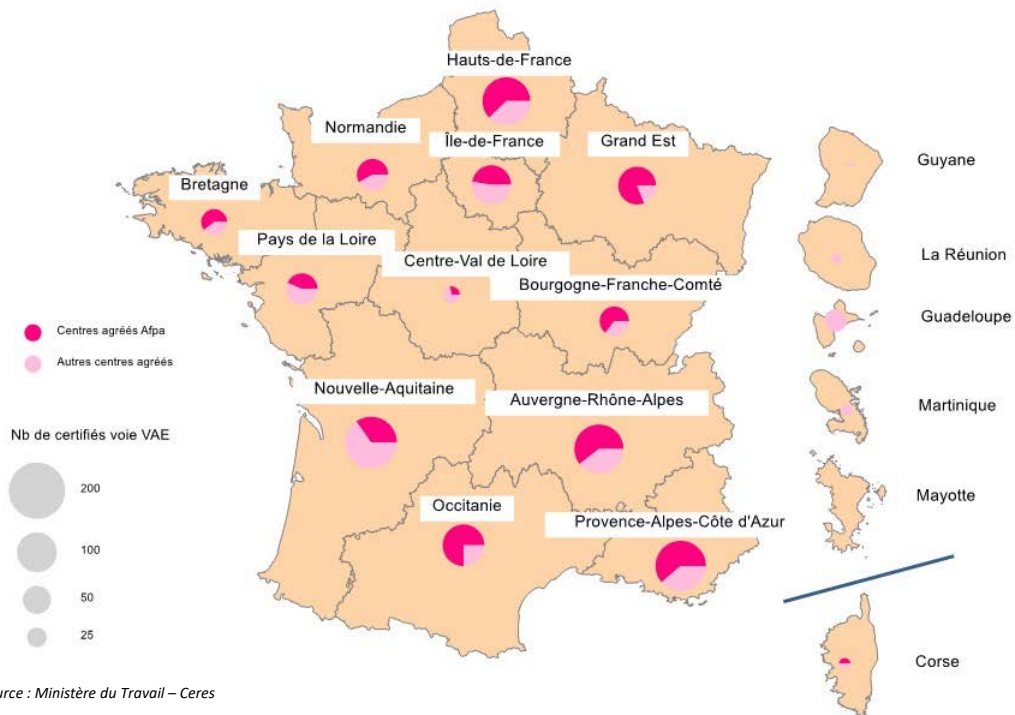 Hauts-de-France
Normandie
Île-de-France
Grand Est
Bretagne
Pays de la Loire
Centre-Val de Loire
Bourgogne-Franche-Comté
Nouvelle-Aquitaine
Auvergne-Rhône-Alpes
Occitanie
Provence-Alpes-Côte d'Azur
Guyane
La Réunion
Guadeloupe
Martinique
Mayotte
Corse
Centres agréés Afpa
Autres centres agréés
Nb de certifiés voie VAE
200
100
50
25
urce : Ministère du Travail – Ceres